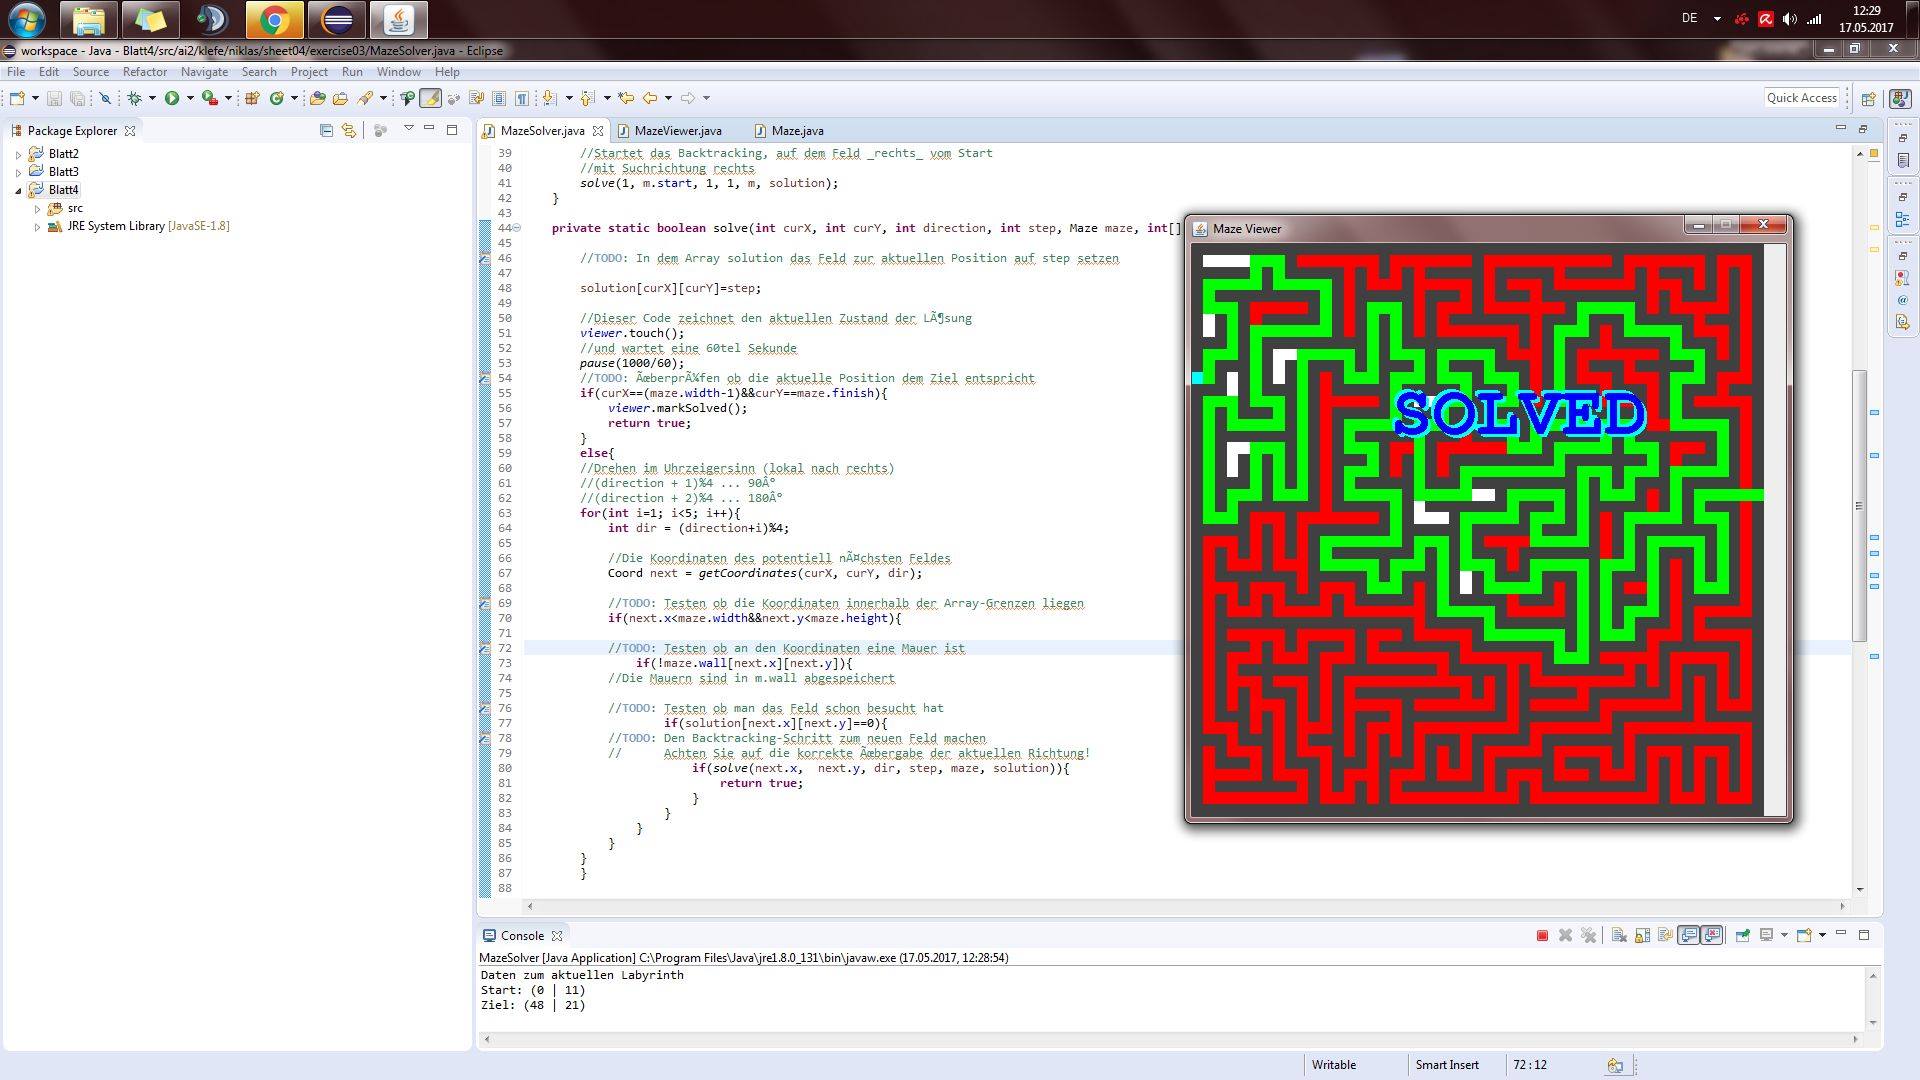 DE
12:29
17.05.2017
workspace - Java - Blatt4/src/ai2/klefe/niklas/sheet04/exercise03/MazeSolver.java - Eclipse
File Edit Source Refactor Navigate Search Project Run Window Help
Quick Access
Package Explorer
Blatt2
Blatt3
Blatt4
src
JRE System Library [JavaSE-1.8]
MazeSolver.java MazeViewer.java Maze.java
39 //Startet das Backtracking, auf dem Feld _rechts_ vom Start
40 //mit Suchrichtung rechts
41 solve(1, m.start, 1, 1, m, solution);
42 }
43
44 private static boolean solve(int curX, int curY, int direction, int step, Maze maze, int[]
45
46 //TODO: In dem Array solution das Feld zur aktuellen Position auf step setzen
47
48 solution[curX][curY]=step;
49
50 //Dieser Code zeichnet den aktuellen Zustand der LÃ¶sung
51 viewer.touch();
52 //und wartet eine 60tel Sekunde
53 pause(1000/60);
54 //TODO: ÃœberprÃ¼fen ob die aktuelle Position dem Ziel entspricht
55 if(curX==(maze.width-1)&&curY==maze.finish){
56 viewer.markSolved();
57 return true;
58 }
59 else{
60 //Drehen im Uhrzeigersinn (lokal nach rechts)
61 //(direction + 1)%4 ... 90Â°
62 //(direction + 2)%4 ... 180Â°
63 for(int i=1; i<5; i++){
64 int dir = (direction+i)%4;
65
66 //Die Koordinaten des potentiell nÃ¤chsten Feldes
67 Coord next = getCoordinates(curX, curY, dir);
68
69 //TODO: Testen ob die Koordinaten innerhalb der Array-Grenzen liegen
70 if(next.x<maze.width&&next.y<maze.height){
71
72 //TODO: Testen ob an den Koordinaten eine Mauer ist
73 if(!maze.wall[next.x][next.y]){
74 //Die Mauern sind in m.wall abgespeichert
75
76 //TODO: Testen ob man das Feld schon besucht hat
77 if(solution[next.x][next.y]==0){
78 //TODO: Den Backtracking-Schritt zum neuen Feld machen
79 // Achten Sie auf die korrekte Ãœbergabe der aktuellen Richtung!
80 if(solve(next.x, next.y, dir, step, maze, solution)){
81 return true;
82 }
83 }
84 }
85 }
86 }
87 }
88
Maze Viewer
SOLVED
Console
MazeSolver [Java Application] C:\Program Files\Java\jre1.8.0_131\bin\javaw.exe (17.05.2017, 12:28:54)
Daten zum aktuellen Labyrinth
Start: (0 | 11)
Ziel: (48 | 21)
Writable Smart Insert 72 : 12